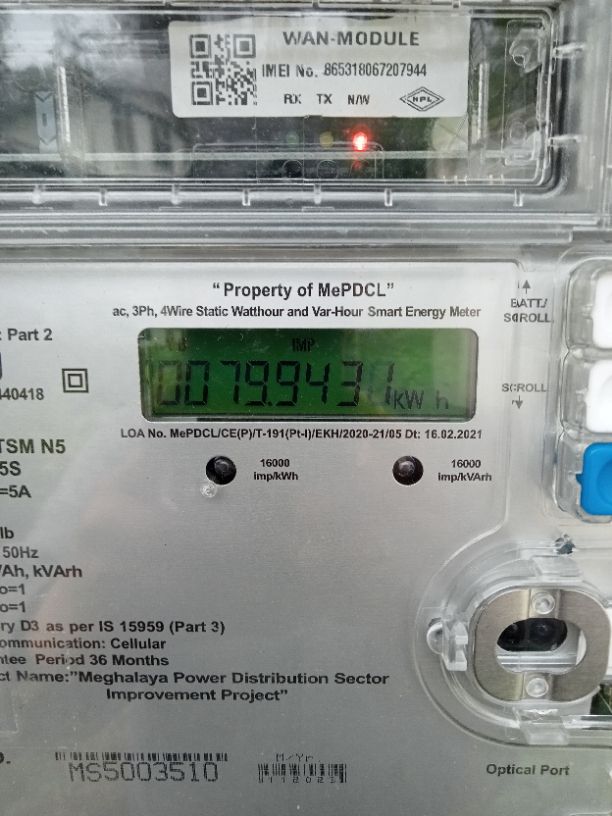 WAN-MODULE
IMEI No. 865318067207944
RX TX N/W
NPL
"Property of MePDCL"
ac, 3Ph, 4Wire Static Watthour and Var-Hour Smart Energy Meter
BATT/
SCROLL
: Part 2
IMP
440418
0079.943 kWh
SCROLL
LOA No. MePDCL/CE(P)/T-191(Pt-I)/EKH/2020-21/05 Dt: 16.02.2021
TSM N5
5S
=5A
16000
imp/kWh
16000
imp/kVArh
lb
50Hz
/Ah, kVArh
o=1
o=1
ry D3 as per IS 15959 (Part 3)
ommunication: Cellular
ntee Period 36 Months
ct Name:"Meghalaya Power Distribution Sector
Improvement Project"
MS5003510
M/Yr.
112023
Optical Port